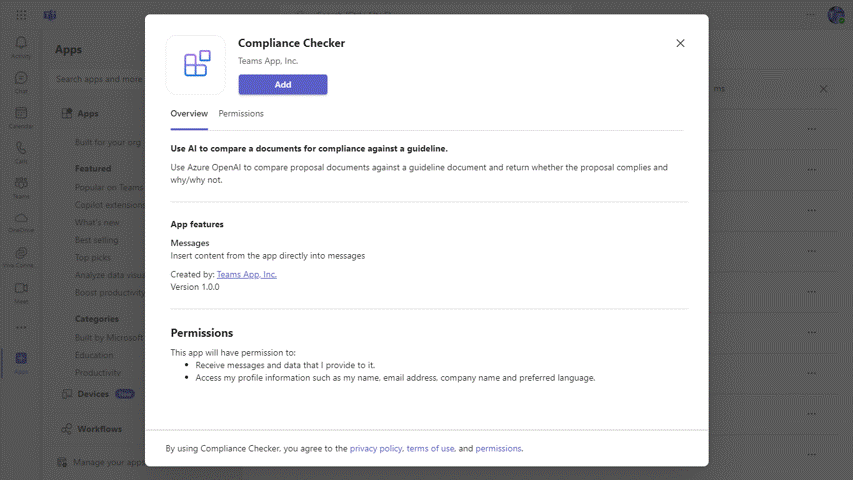 Activity
Chat
Calendar
Calls
Teams
OneDrive
Meet
Apps
Apps
Search apps and more
Apps
Built for your org
Featured
Popular on Teams
Copilot extensions
What's new
Best selling
Top picks
Analyze data
Boost productivity
Categories
Built by Microsoft
Education
Productivity
Devices
New
Workflows
Manage your apps
Compliance Checker
Teams App, Inc.
Add
Overview Permissions
Use AI to compare a documents for compliance against a guideline.
Use Azure OpenAI to compare proposal documents against a guideline document and return whether the proposal complies and
why/why not.
App features
Messages
Insert content from the app directly into messages
Created by: Teams App, Inc.
Version 1.0.0
Permissions
This app will have permission to:
Receive messages and data that I provide to it.
Access my profile information such as my name, email address, company name and preferred language.
By using Compliance Checker, you agree to the privacy policy, terms of use, and permissions.